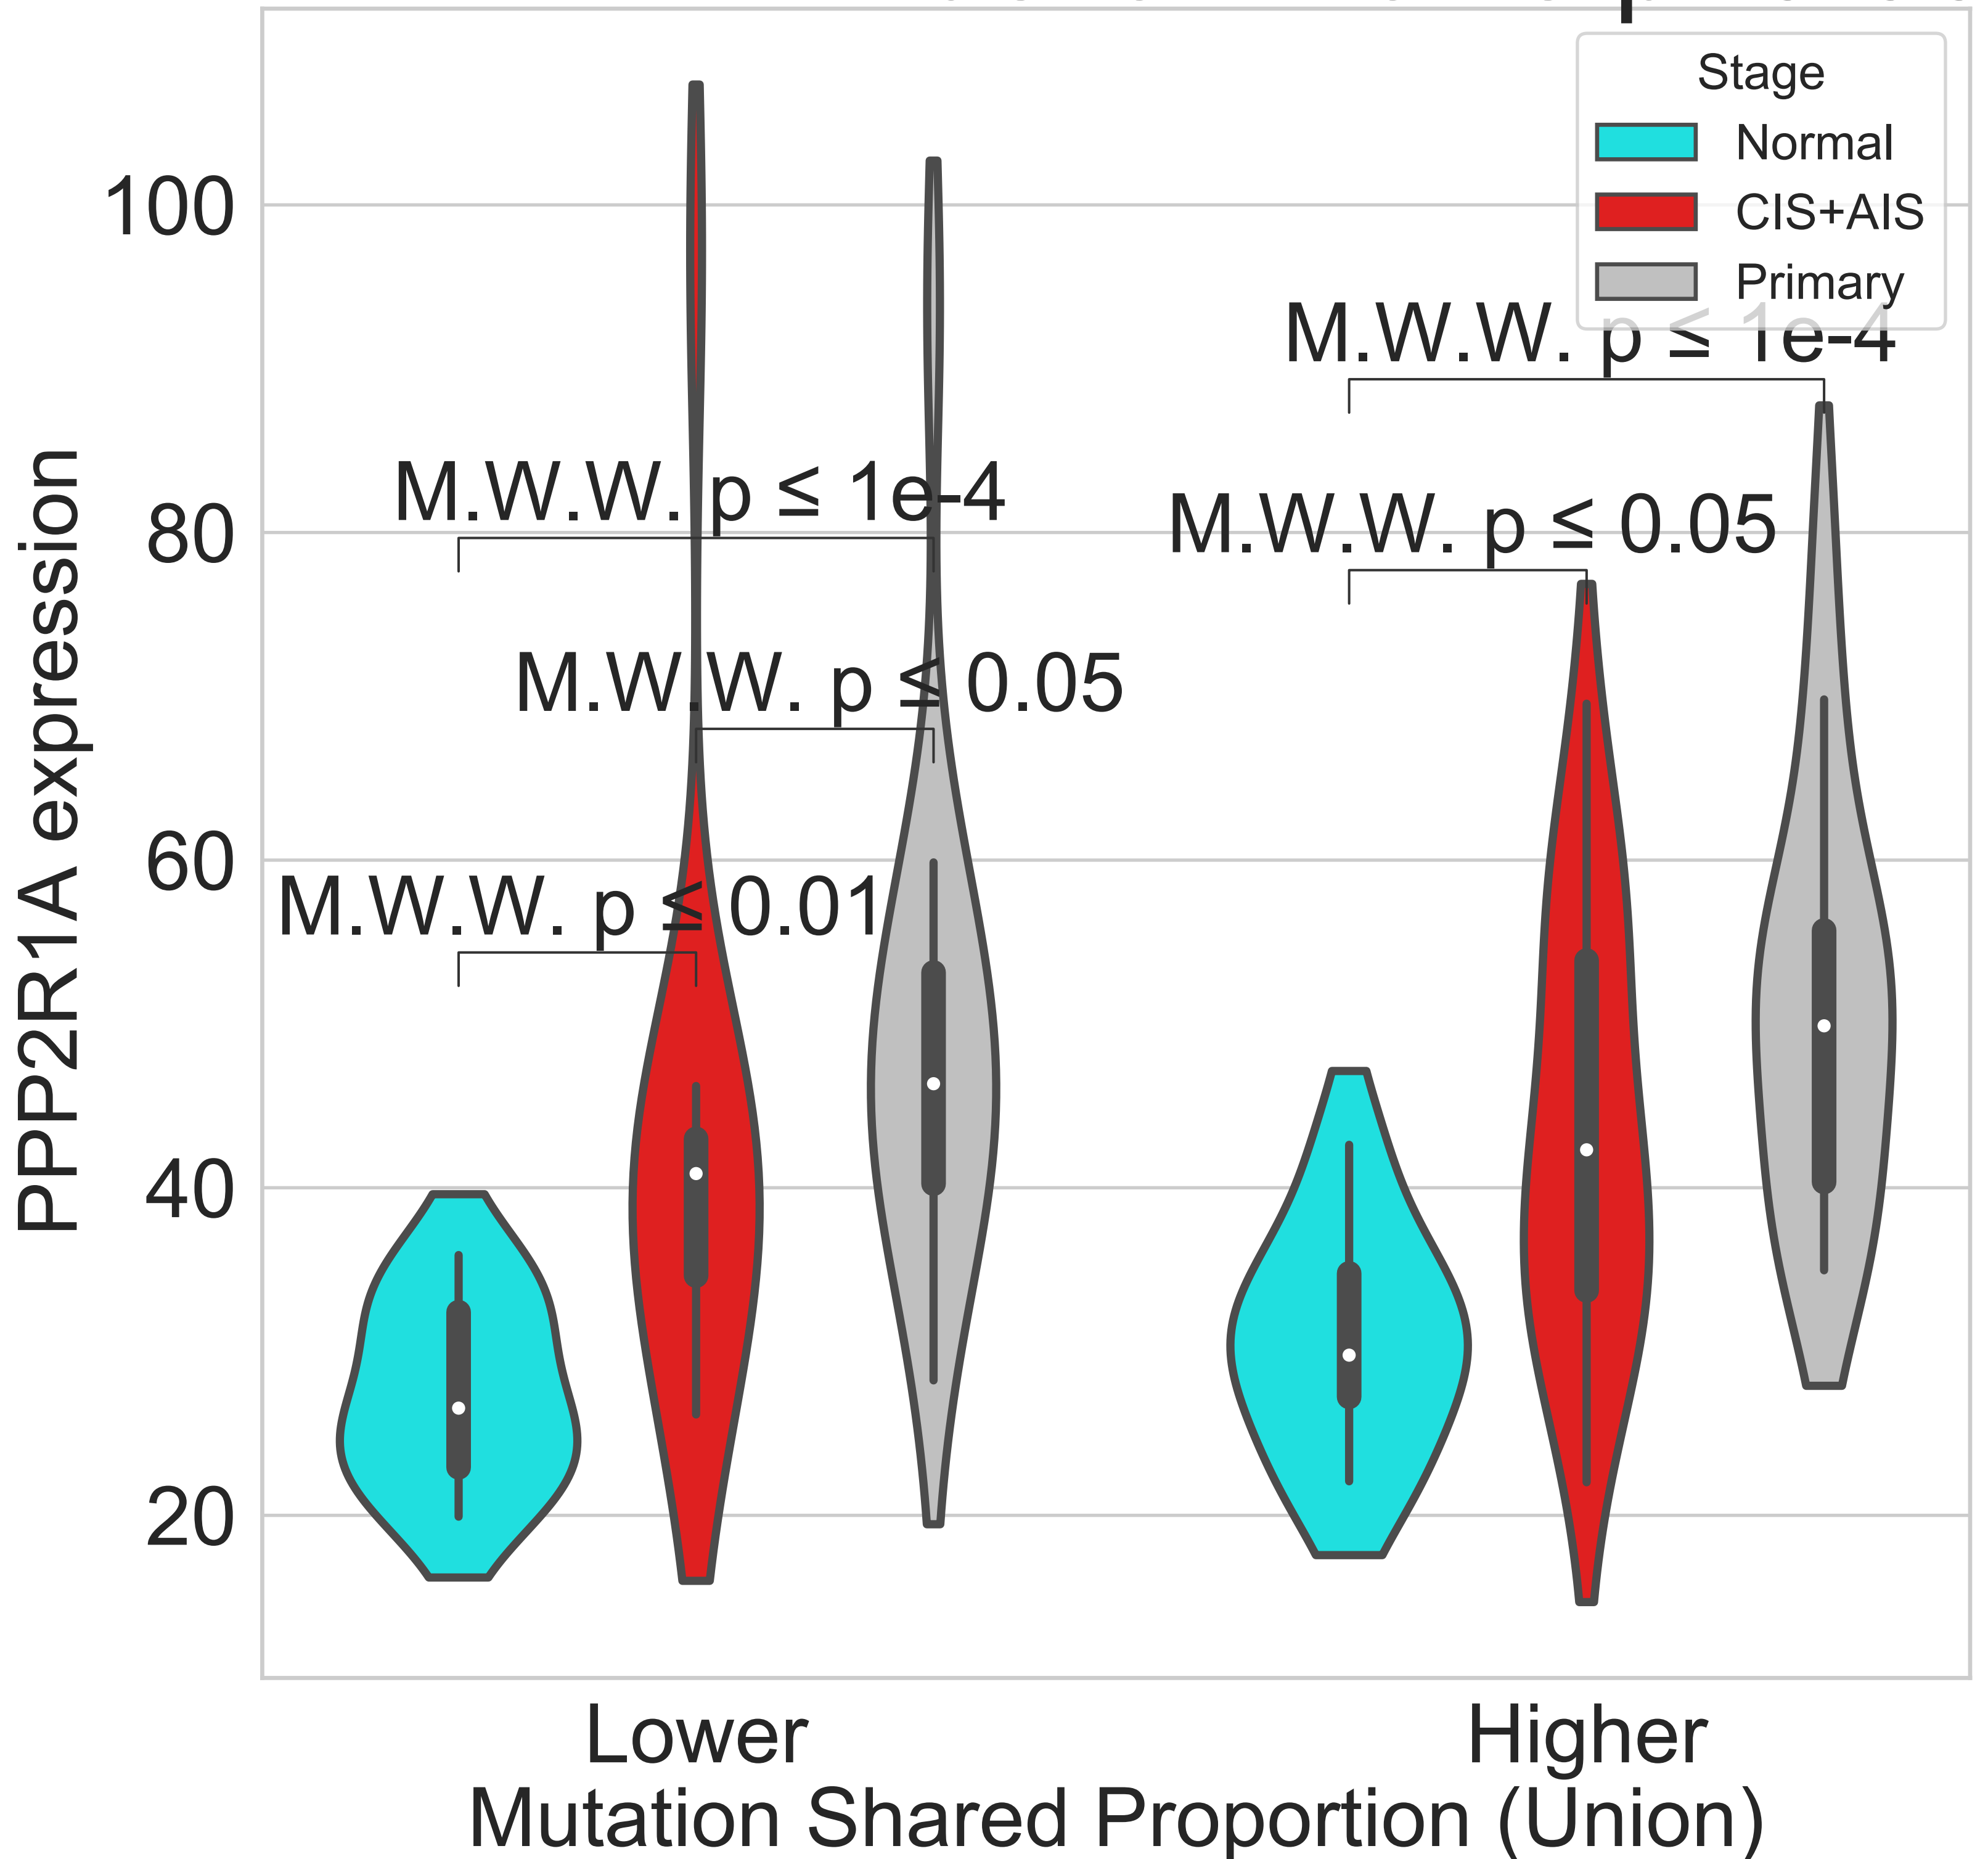 Stage
Normal
CIS+AIS
Primary
M.W.W. p ≤ 1e-4
M.W.W. p ≤ 1e-4
M.W.W. p ≤ 0.05
M.W.W. p ≤ 0.05
M.W.W. p ≤ 0.01
100
80
60
40
20
PPP2R1A expression
Lower
Higher
Mutation Shared Proportion (Union)